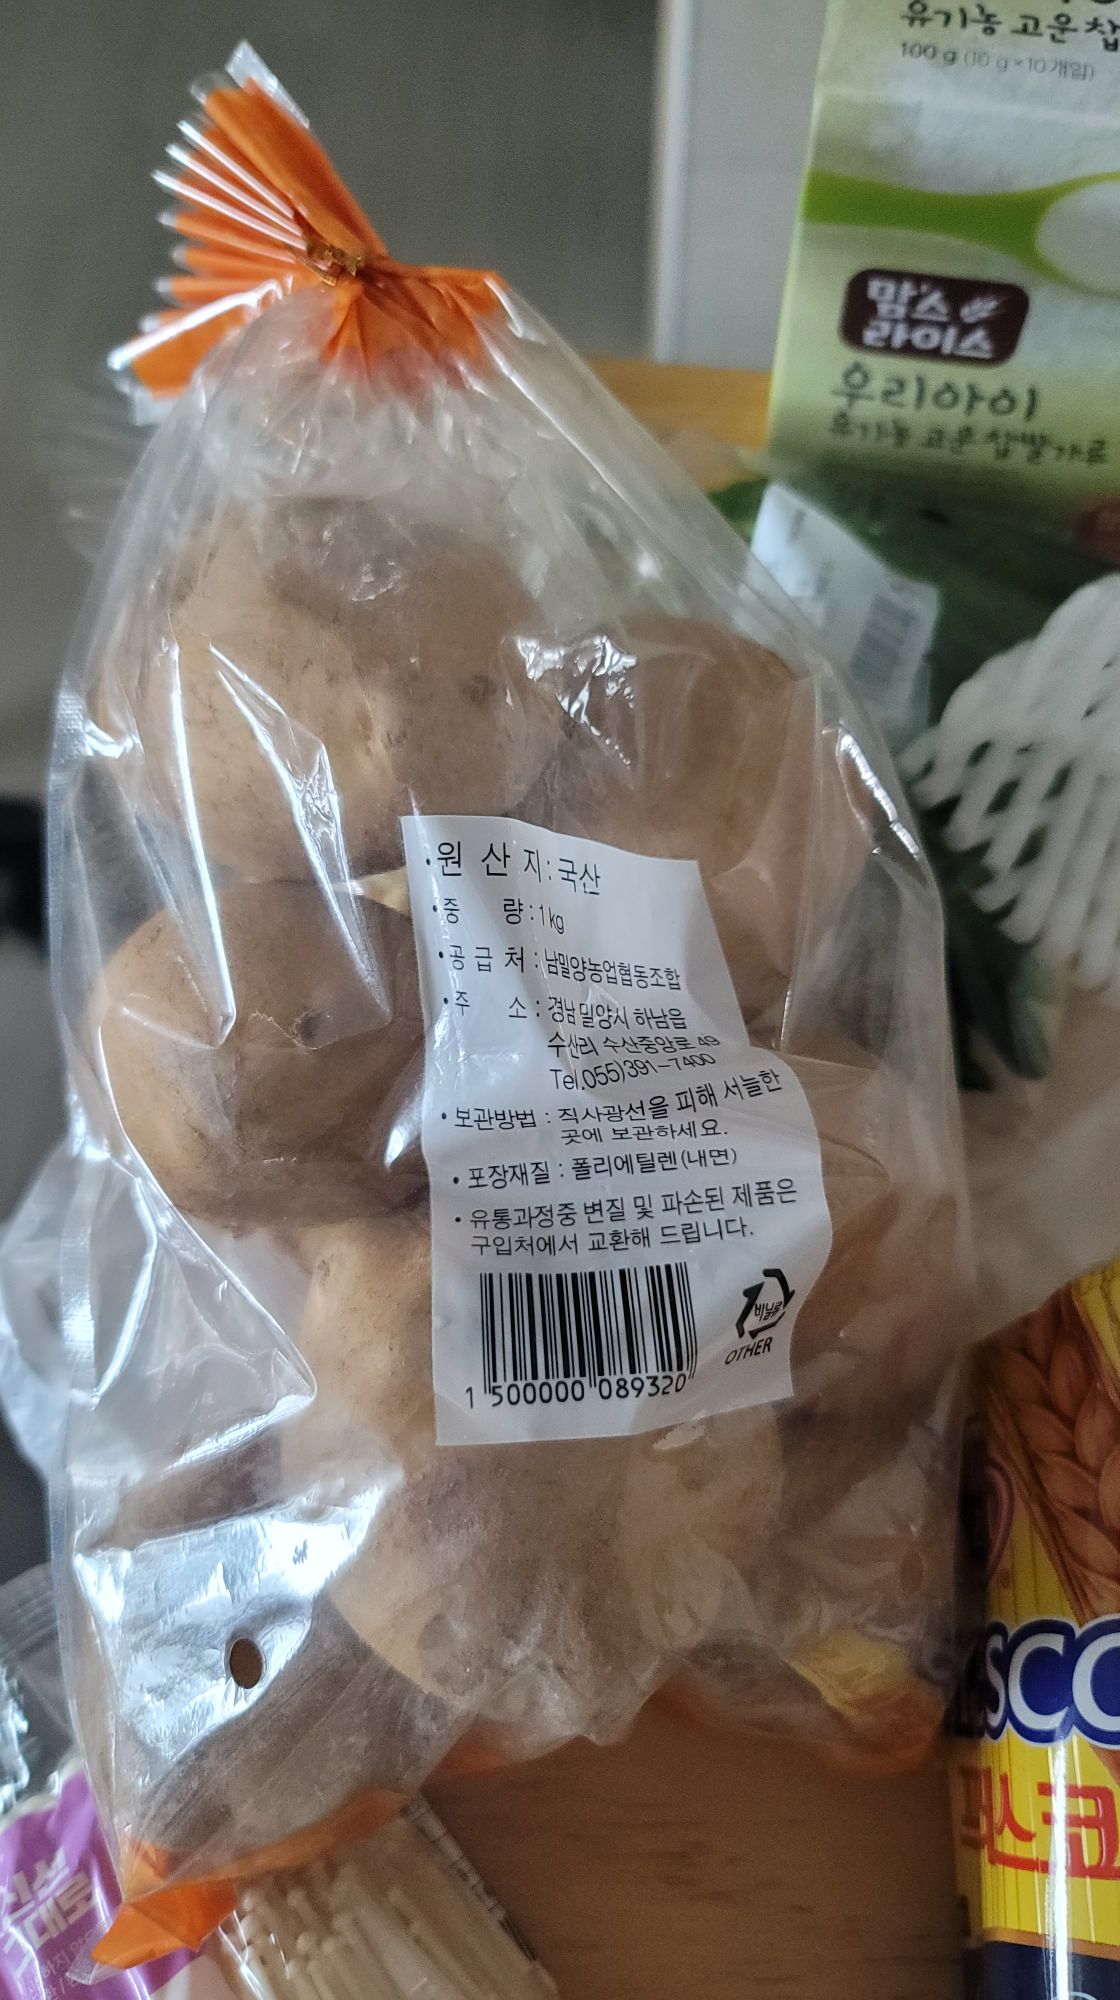 유기농 고운 찹
100 g (10 g×10개입)
맘스
라이스
우리아이
유기농 고운 찹쌀가루
·원 산 지: 국산
·중 량: 1kg
·공 급 처: 남밀양농업협동조합
·주 소: 경남 밀양시 하남읍
수산리 수산중앙로 49
Tel.055)391-7400
·보관방법: 직사광선을 피해 서늘한
곳에 보관하세요.
·포장재질: 폴리에틸렌(내면)
·유통과정중 변질 및 파손된 제품은
구입처에서 교환해 드립니다.
비닐류
OTHER
1 500000 089320
SCO
스코
그대로